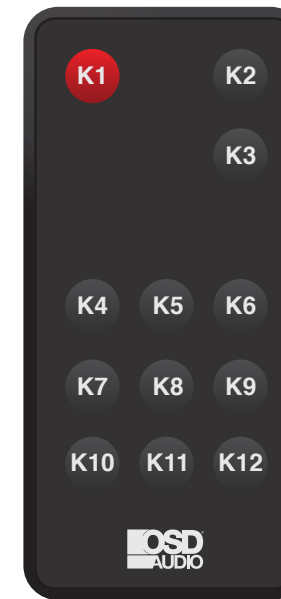 K1 K2
K3
K4 K5 K6
K7 K8 K9
K10 K11 K12
OSD
AUDIO